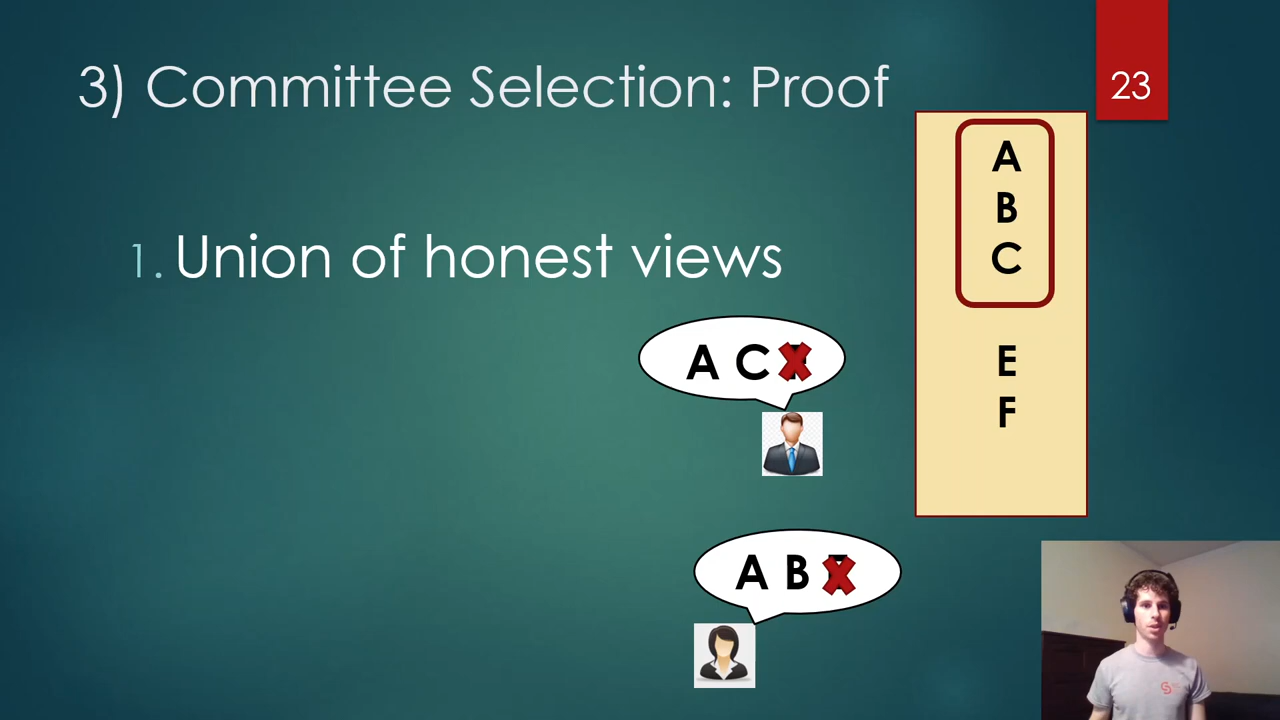 3) Committee Selection: Proof
23
A
B
C
E
F
1. Union of honest views
A C
A B